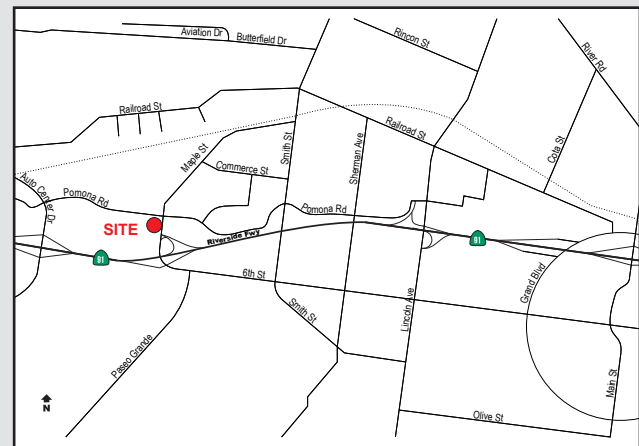 Aviation Dr
Butterfield Dr
Rincon St
River Rd
Railroad St
Railroad St
Maple St
Smith St
Commerce St
Sherman Ave
Cota St
Auto Center Dr
Pomona Rd
Pomona Rd
SITE
Riverside Fwy
91
91
6th St
Grand Blvd
Smith St
Lincoln Ave
Paseo Grande
Main St
N
Olive St